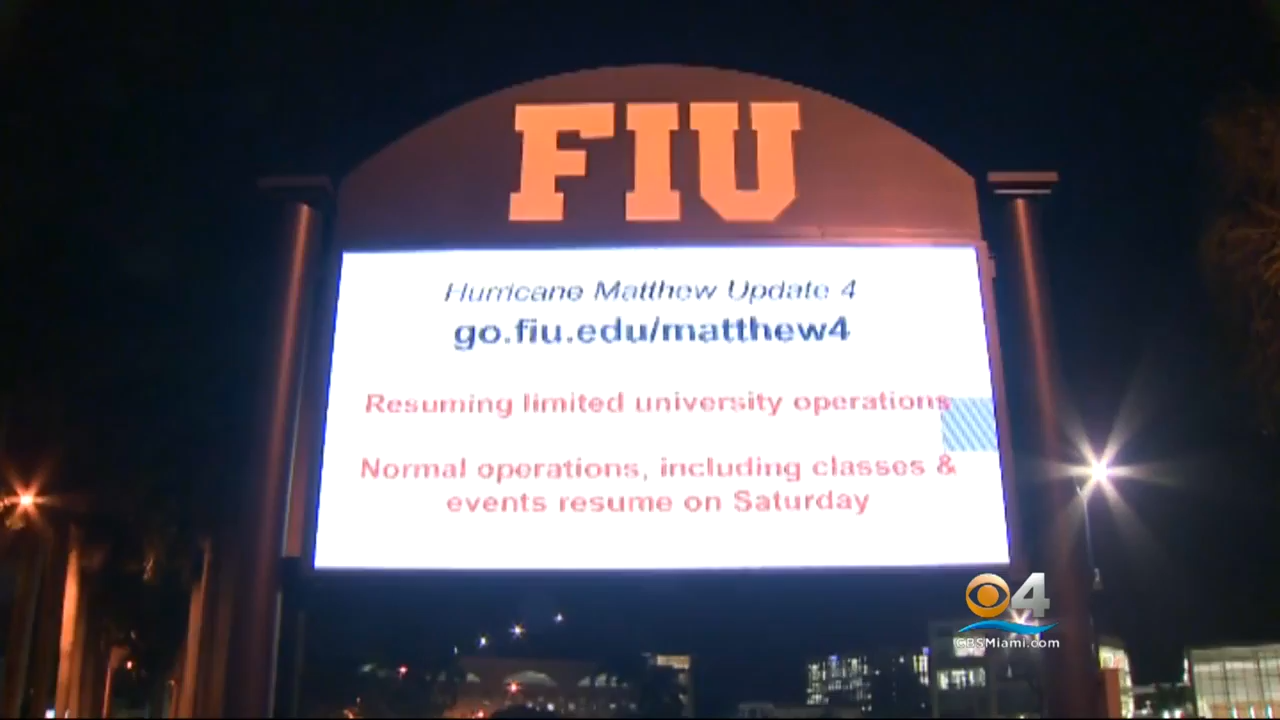 FIU
Hurricane Matthew Update 4
go.fiu.edu/matthew4
Resuming limited university operations
Normal operations, including classes &
events resume on Saturday
4
CBSMiami.com